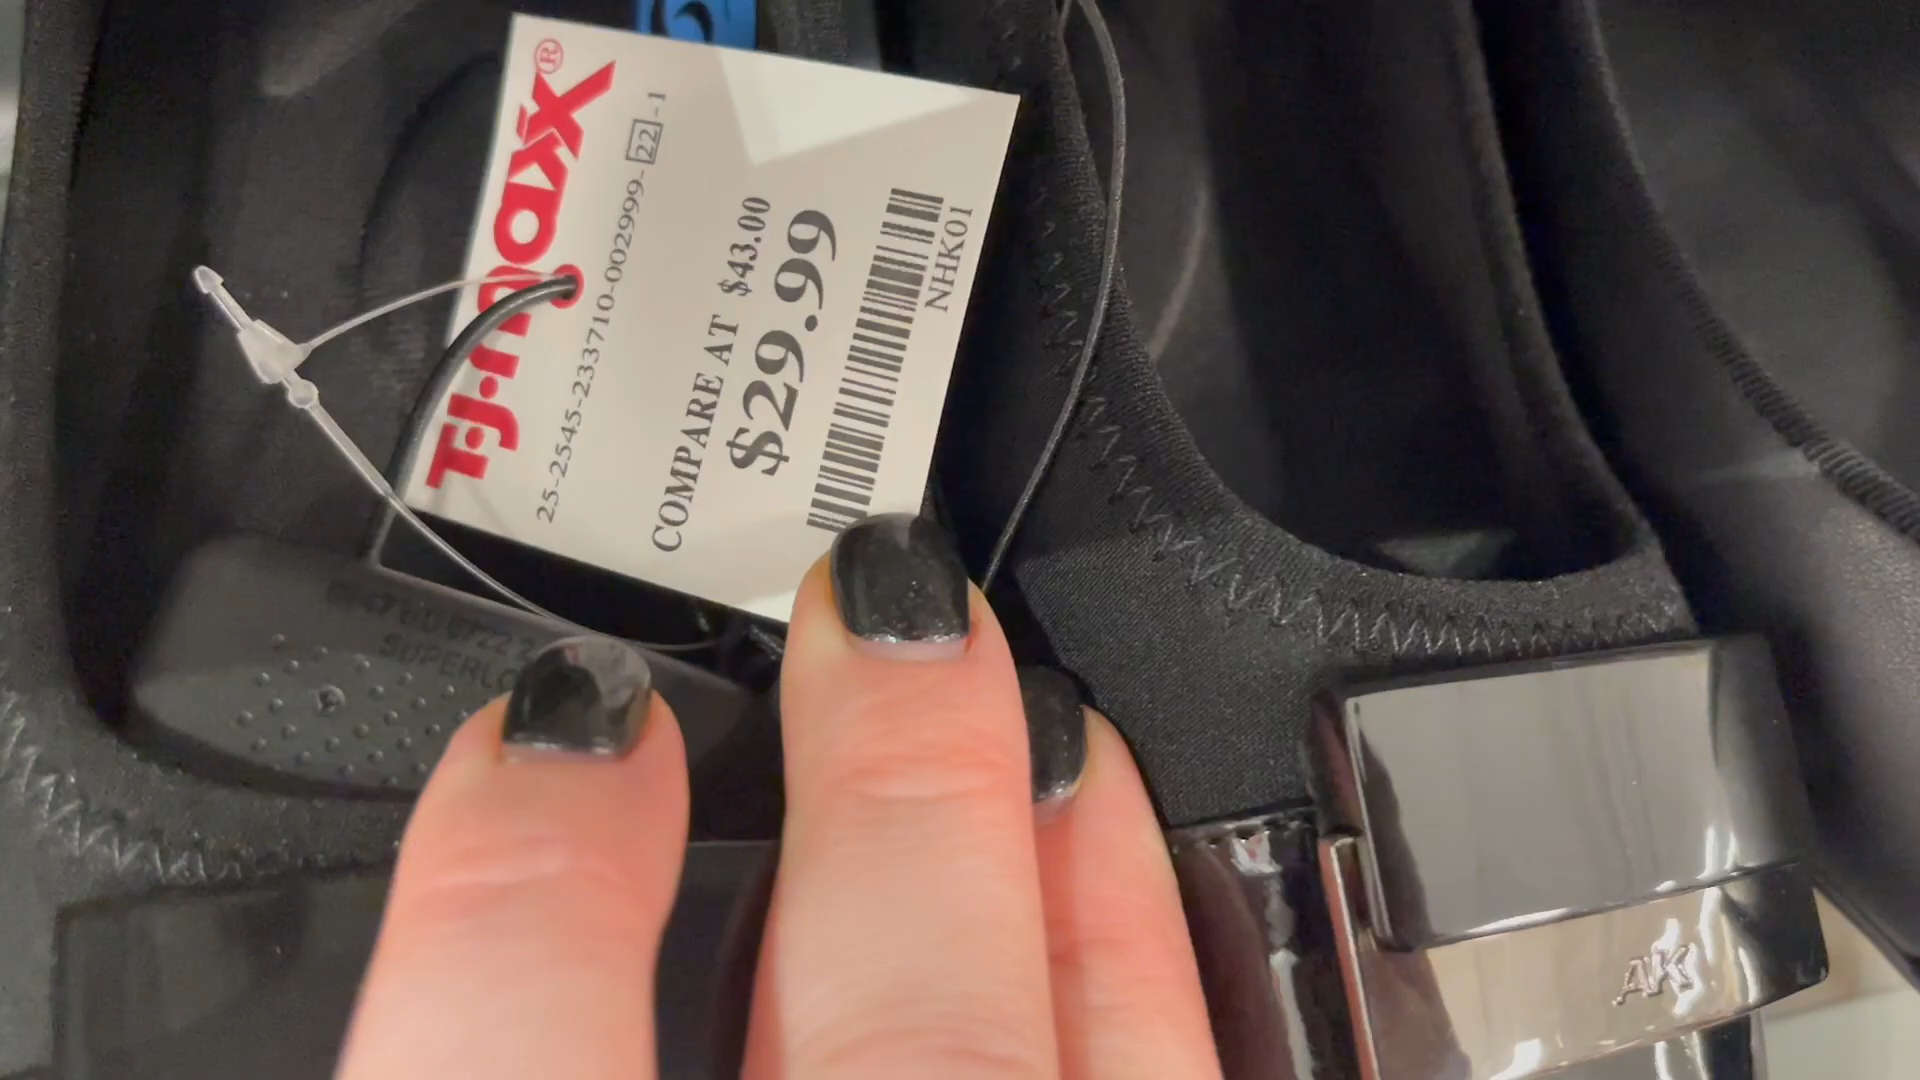 T·J·maxx®
25-2545-233710-002999-22-1
COMPARE AT $43.00
$29.99
NHK01
SUPERLO
AK